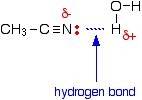 O—H
δ-
CH₃—C≡N: H δ+
hydrogen bond